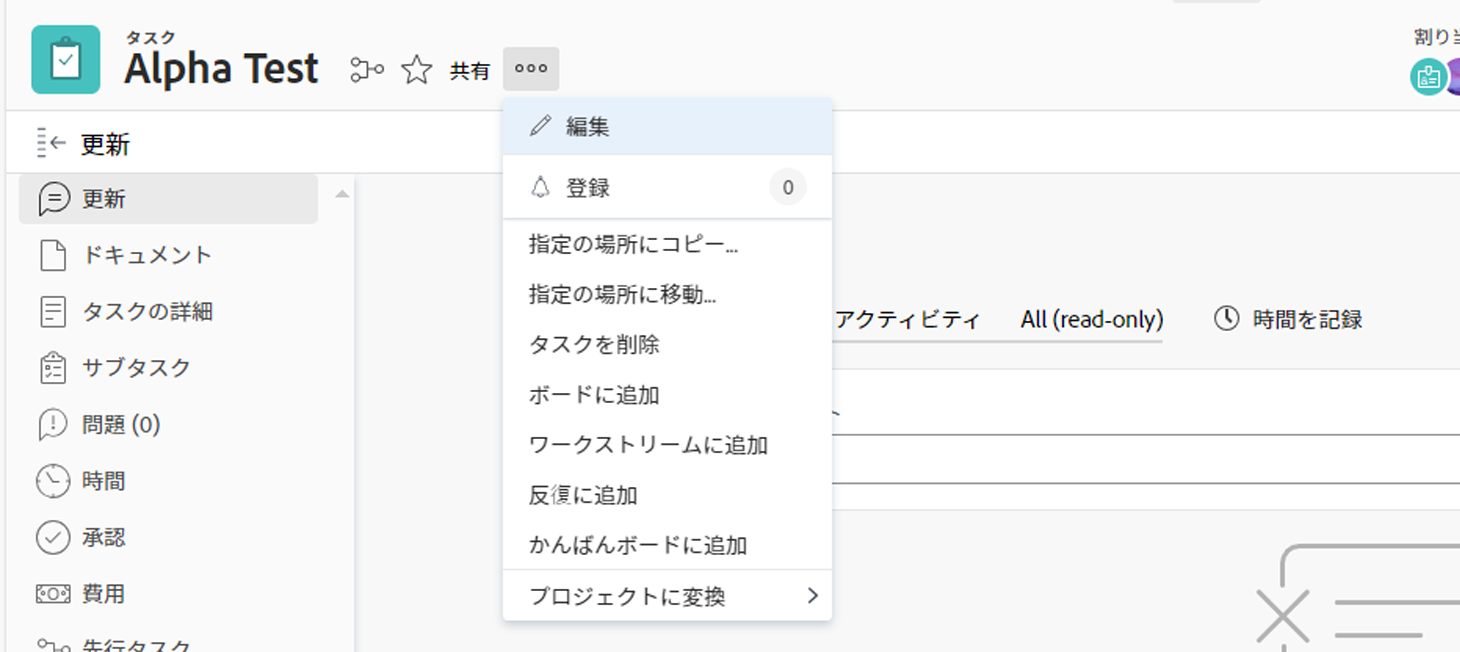 タスク
Alpha Test
共有
割り
更新
更新
ドキュメント
タスクの詳細
サブタスク
問題 (0)
時間
承認
費用
先行タスク
編集
登録
0
指定の場所にコピー...
指定の場所に移動...
タスクを削除
ボードに追加
ワークストリームに追加
反復に追加
かんばんボードに追加
プロジェクトに変換
アクティビティ
All (read-only)
時間を記録